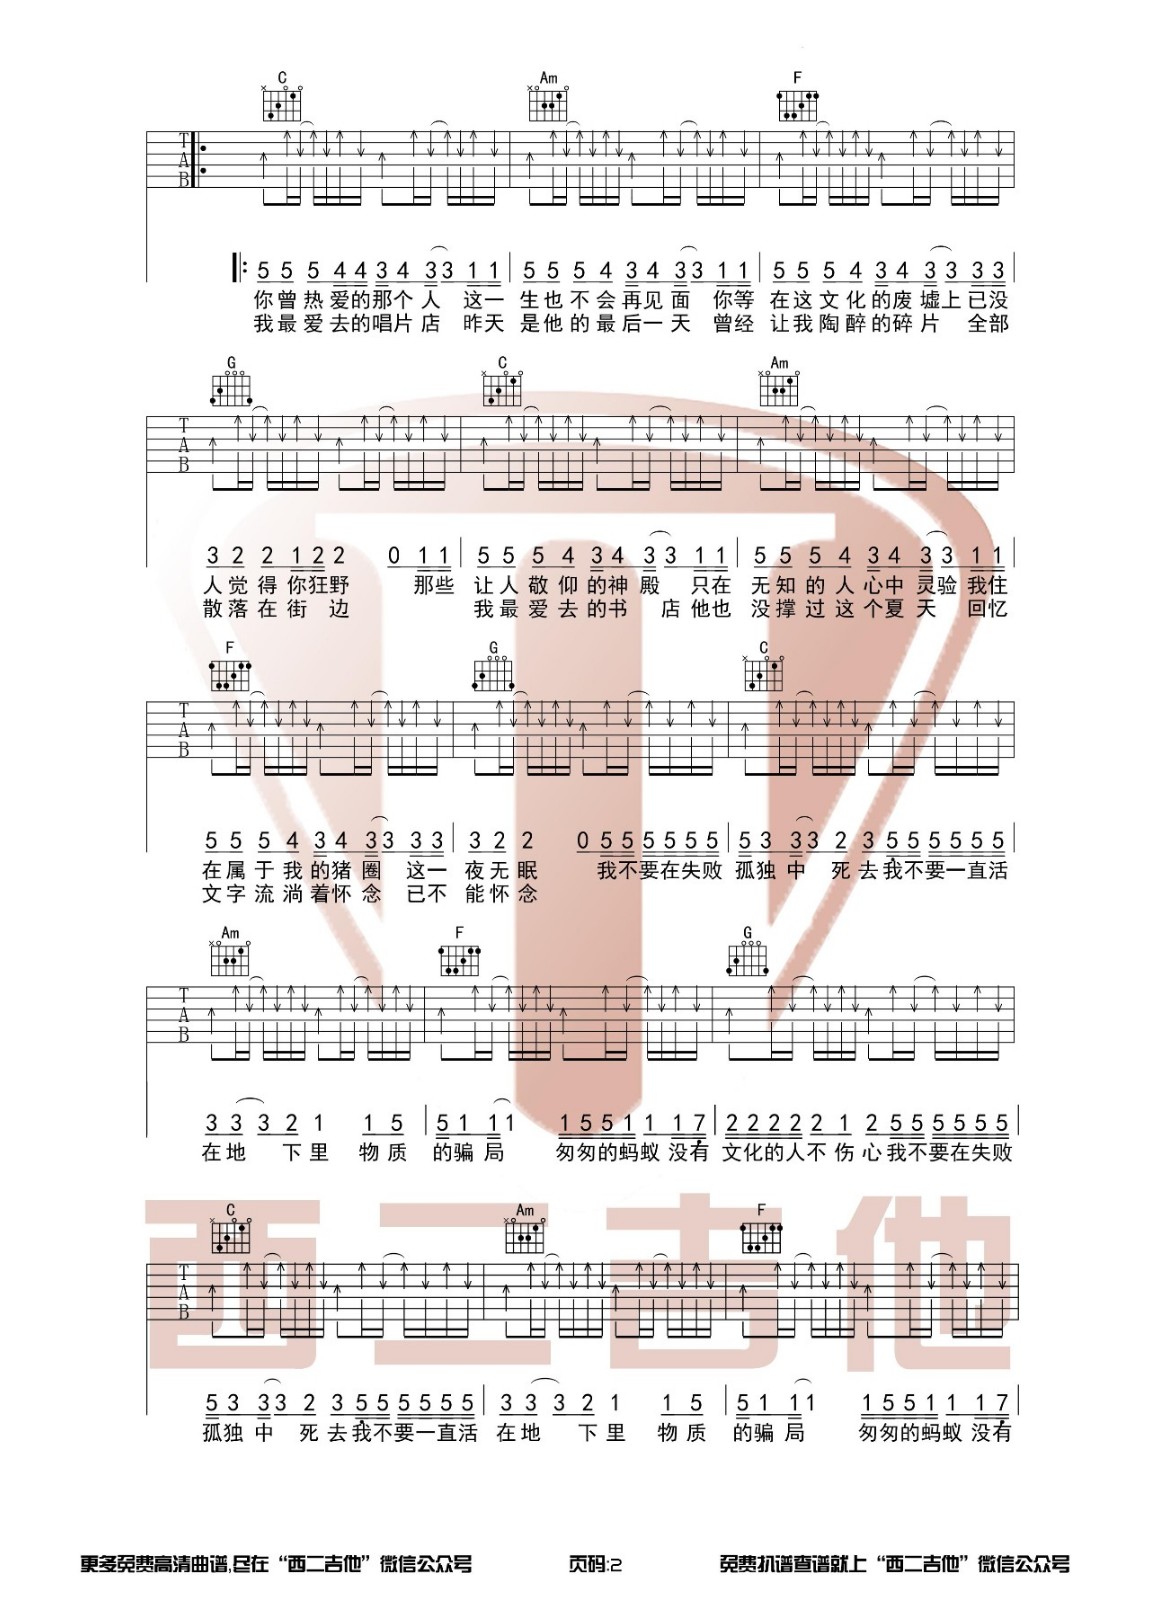 C Am F
T A B
5 5 5 4 4 3 4 3 3 1 1 5 5 5 4 3 4 3 3 1 1 5 5 5 4 3 4 3 3 3 3
你曾热爱的那个人 这一 生也不会再见面 你等 在这文化的废墟上已没
我最爱去的唱片店 昨天 是他的最后一天 曾经 让我陶醉的碎片 全部
G C Am
T A B
3 2 2 1 2 2 0 1 1 5 5 5 4 3 4 3 3 1 1 5 5 5 4 3 4 3 3 1 1
人觉得你狂野 那些 让人敬仰的神殿 只在 无知的人心中灵验 我住
散落在街边 我最爱去的书店他也 没撑过这个夏天 回忆
F G C
T A B
5 5 5 4 3 4 3 3 3 3 3 2 2 0 5 5 5 5 5 5 5 3 3 3 2 3 5 5 5 5 5 5
在属于我的猪圈 这一 夜无眠 我不要在失败 孤独中 死去我不要一直活
文字流淌着怀念 已不 能怀念
Am F G
T A B
3 3 3 2 1 1 5 5 1 1 1 1 5 5 1 1 1 7 2 2 2 2 2 1 2 5 5 5 5 5 5
在地 下里 物质 的骗局 匆匆的蚂蚁没有 文化的人不伤心我不要在失败
西二吉他
C Am F
T A B
5 3 3 3 2 3 5 5 5 5 5 5 3 3 3 2 1 1 5 5 1 1 1 1 5 5 1 1 1 7
孤独中 死去我不要一直活 在地 下里 物质 的骗局 匆匆的蚂蚁没有
更多免费高清曲谱,尽在“西二吉他”微信公众号 页码:2 免费扒谱查谱就上“西二吉他”微信公众号